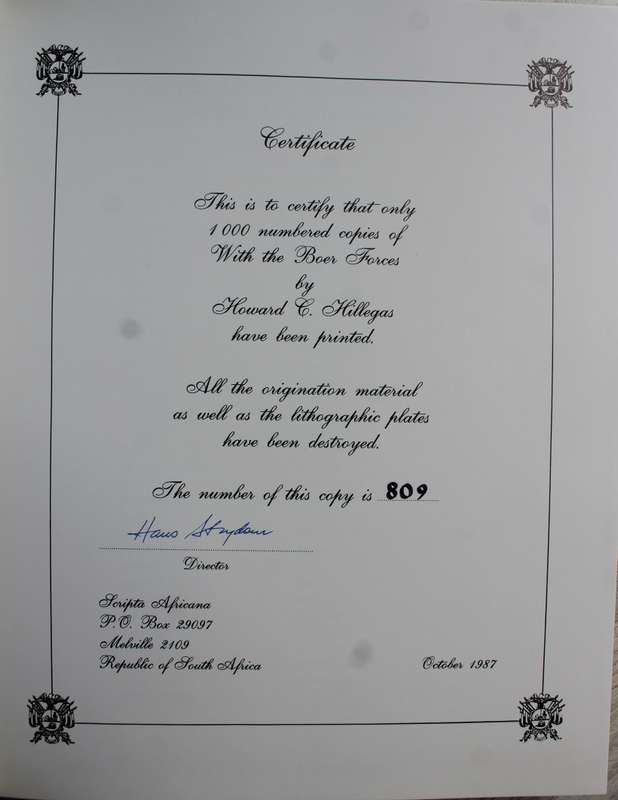 Certificate
This is to certify that only
1 000 numbered copies of
With the Boer Forces
by
Howard C. Hillegas
have been printed.
All the origination material
as well as the lithographic plates
have been destroyed.
The number of this copy is 809
Hans Strydom
Director
Scripta Africana
P.O. Box 29097
Melville 2109
Republic of South Africa
October 1987